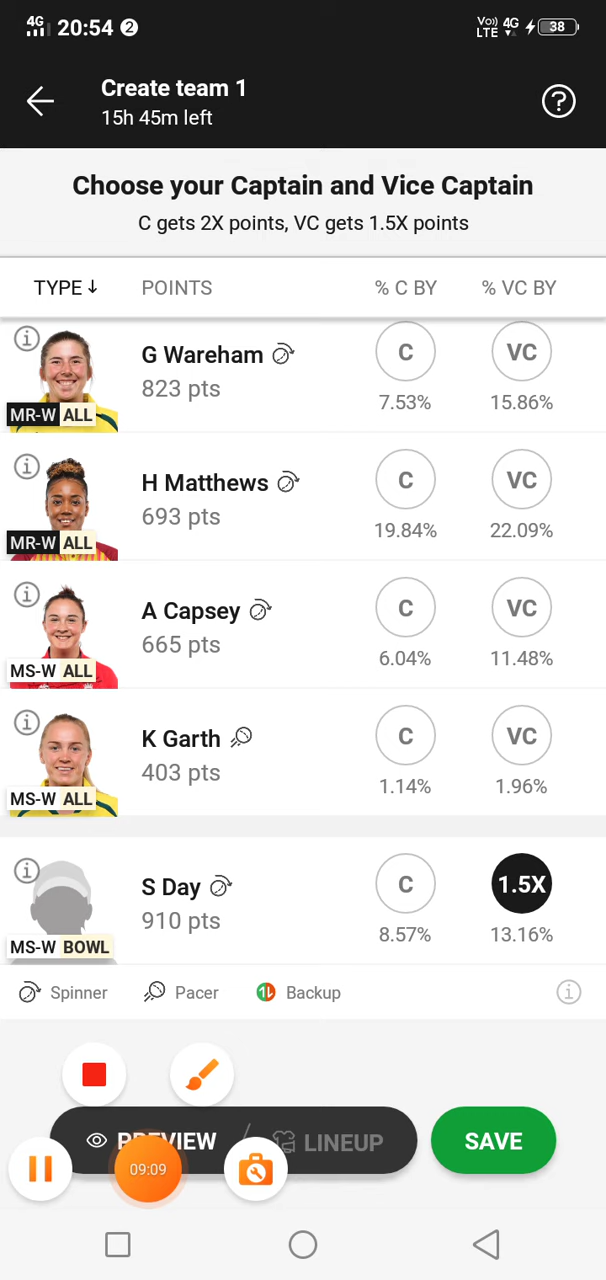 4G 20:54 2 Vo) LTE 4G 38
Create team 1
15h 45m left
?
Choose your Captain and Vice Captain
C gets 2X points, VC gets 1.5X points
TYPE↓ POINTS % C BY % VC BY
G Wareham C VC
823 pts
MR-W ALL 7.53% 15.86%
H Matthews C VC
693 pts
MR-W ALL 19.84% 22.09%
A Capsey C VC
665 pts
MS-W ALL 6.04% 11.48%
K Garth C VC
403 pts
MS-W ALL 1.14% 1.96%
S Day C 1.5X
910 pts
MS-W BOWL 8.57% 13.16%
Spinner Pacer Backup
PREVIEW / LINEUP SAVE
09:09